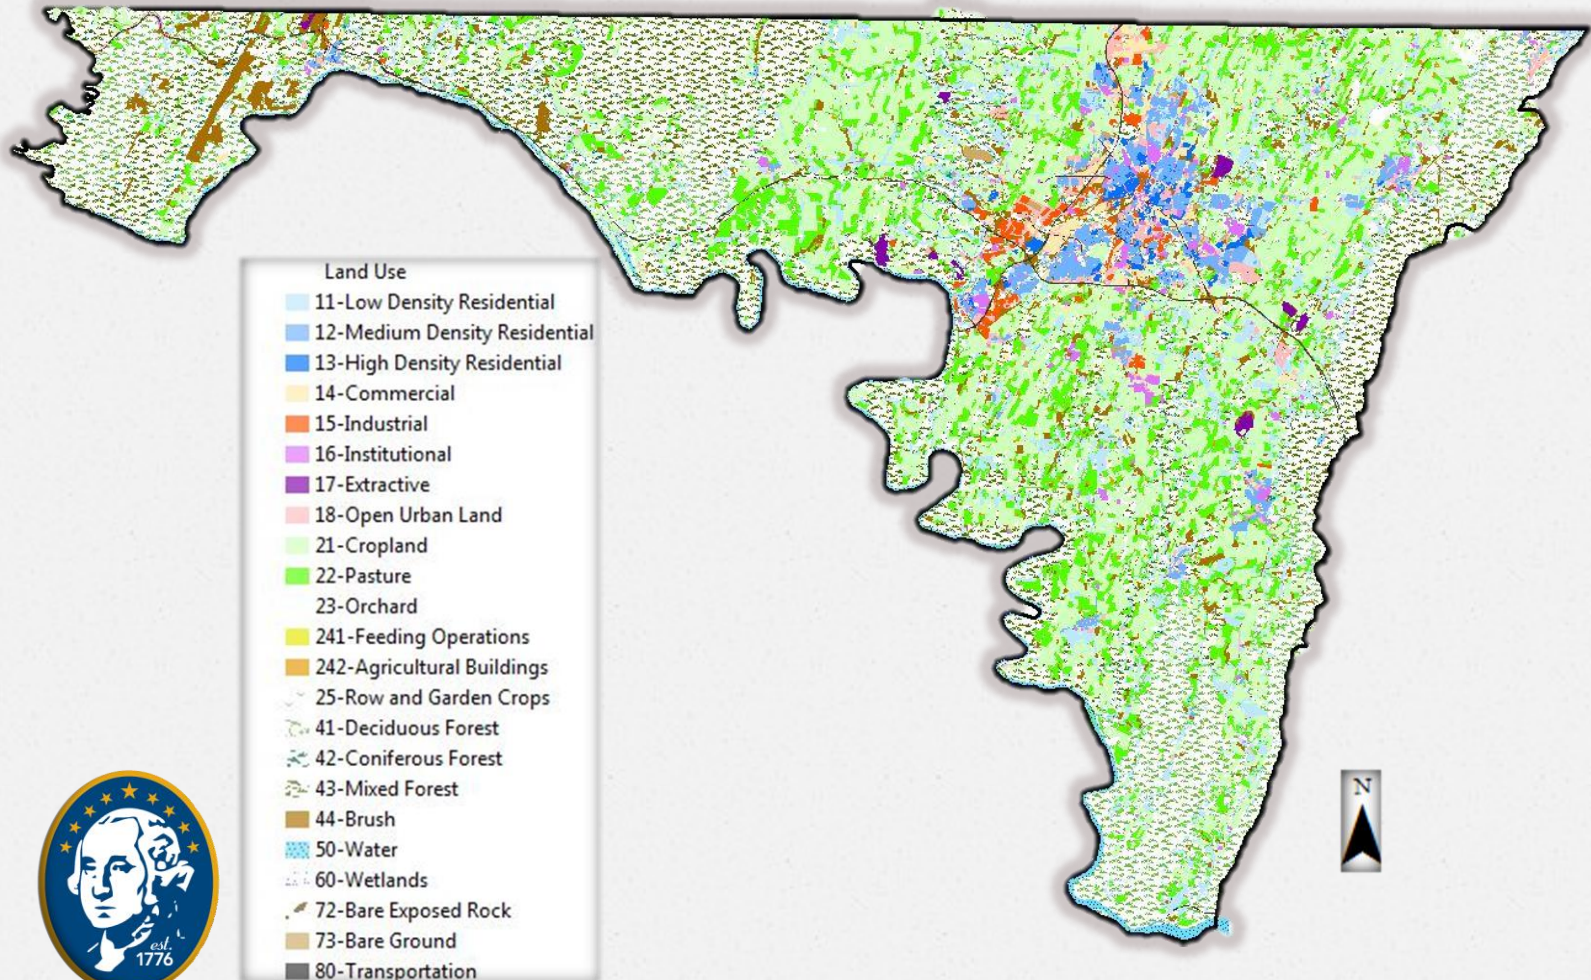 Land Use
11-Low Density Residential
12-Medium Density Residential
13-High Density Residential
14-Commercial
15-Industrial
16-Institutional
17-Extractive
18-Open Urban Land
21-Cropland
22-Pasture
23-Orchard
241-Feeding Operations
242-Agricultural Buildings
25-Row and Garden Crops
41-Deciduous Forest
42-Coniferous Forest
43-Mixed Forest
44-Brush
50-Water
60-Wetlands
72-Bare Exposed Rock
73-Bare Ground
80-Transportation
N
est.
1776